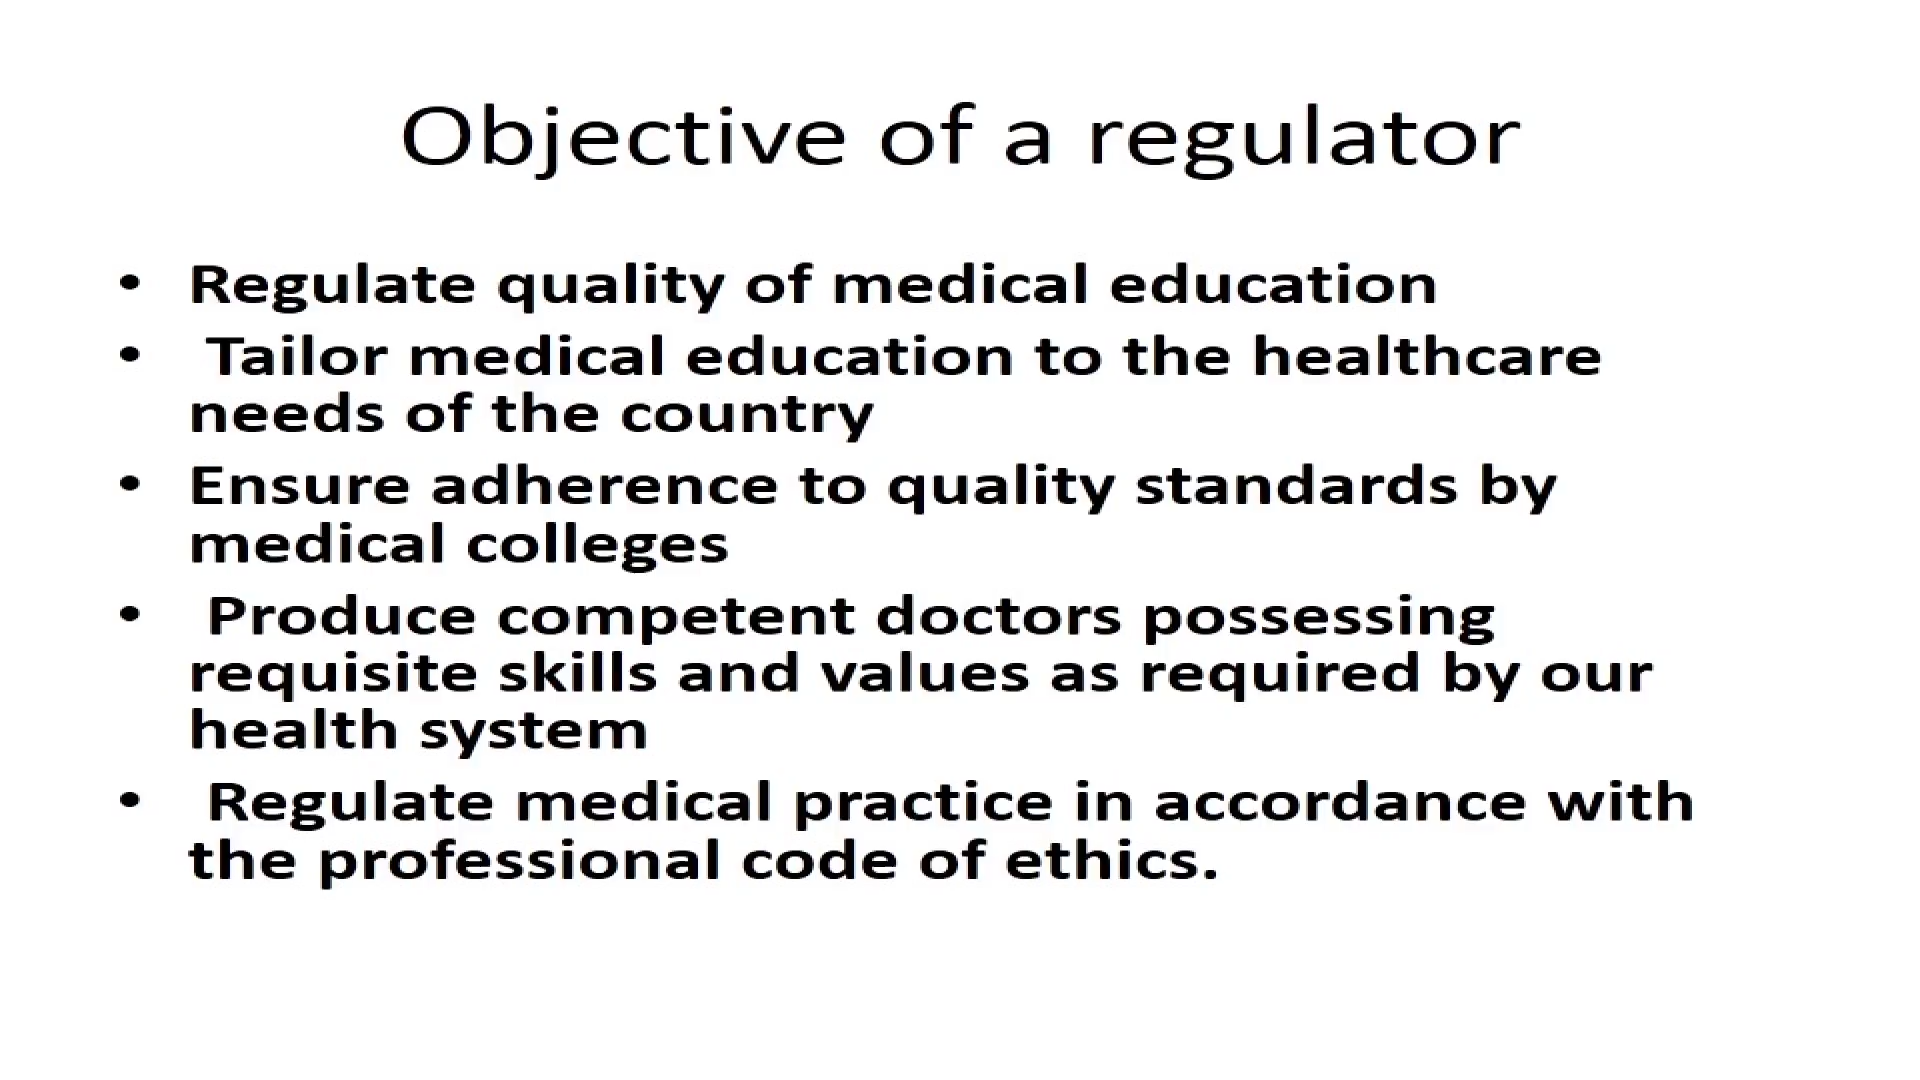 Objective of a regulator
• Regulate quality of medical education
• Tailor medical education to the healthcare
needs of the country
• Ensure adherence to quality standards by
medical colleges
• Produce competent doctors possessing
requisite skills and values as required by our
health system
• Regulate medical practice in accordance with
the professional code of ethics.